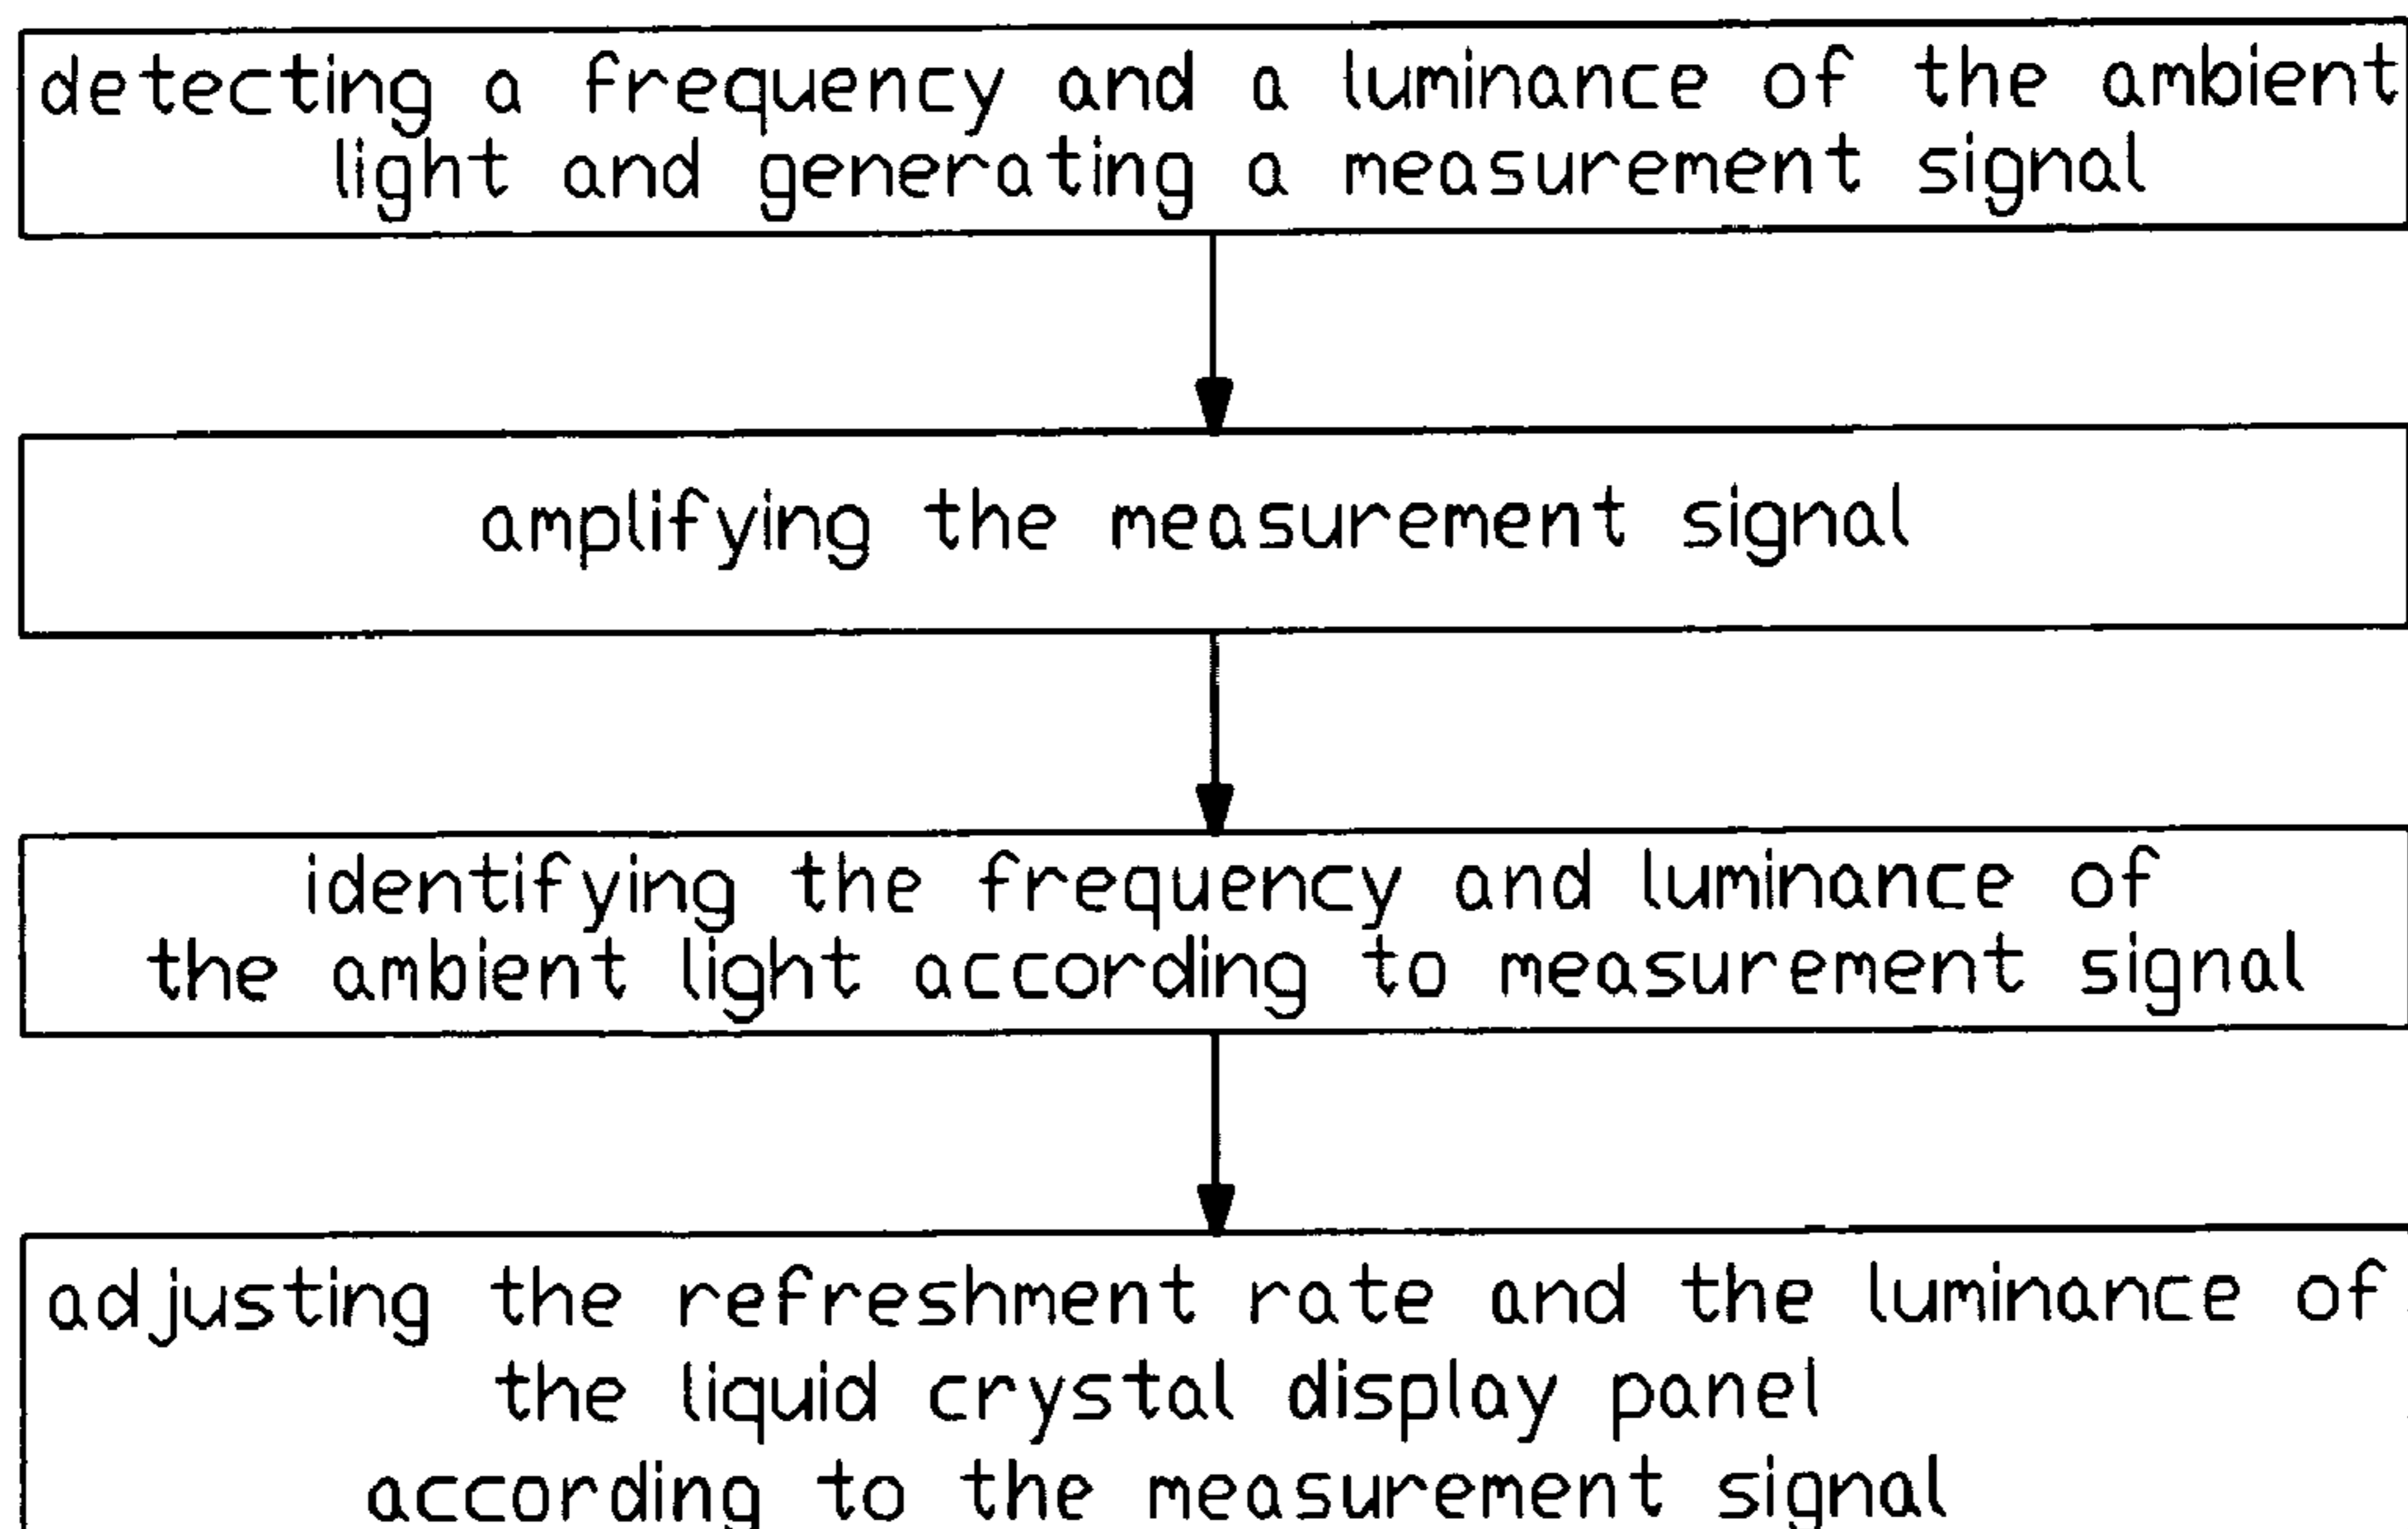 detecting a frequency and a luminance of the ambient
light and generating a measurement signal
amplifying the measurement signal
identifying the frequency and luminance of
the ambient light according to measurement signal
adjusting the refreshment rate and the luminance of
the liquid crystal display panel
according to the measurement signal